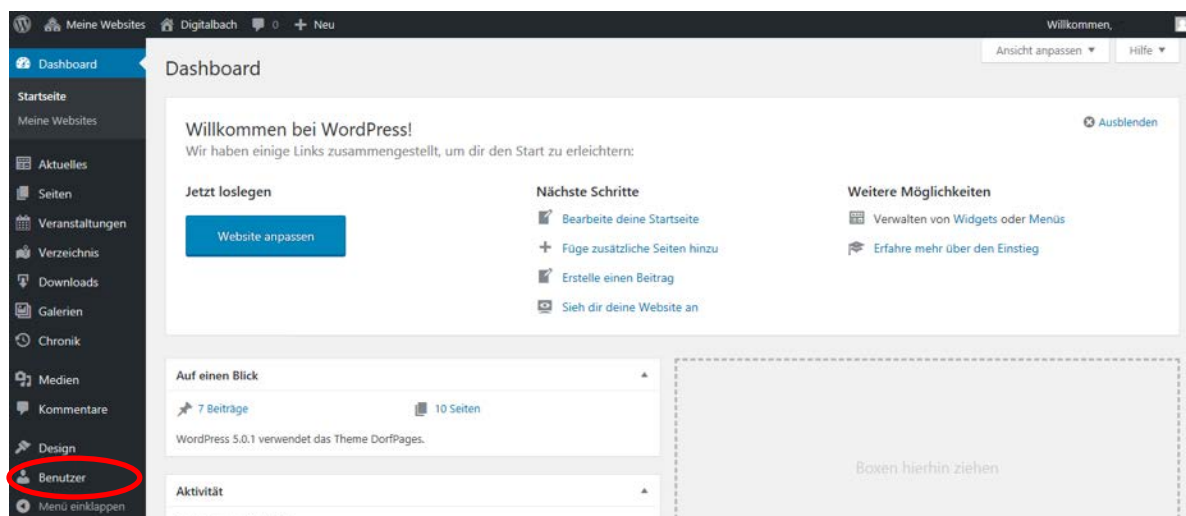 Meine Websites Digitalbach 0 Neu Willkommen,
Ansicht anpassen Hilfe
Dashboard
Startseite
Meine Websites
Aktuelles
Seiten
Veranstaltungen
Verzeichnis
Downloads
Galerien
Chronik
Medien
Kommentare
Design
Benutzer
Menü einklappen
Dashboard
Willkommen bei WordPress!
Ausblenden
Wir haben einige Links zusammengestellt, um dir den Start zu erleichtern:
Jetzt loslegen
Website anpassen
Nächste Schritte
Bearbeite deine Startseite
Füge zusätzliche Seiten hinzu
Erstelle einen Beitrag
Sieh dir deine Website an
Weitere Möglichkeiten
Verwalten von Widgets oder Menüs
Erfahre mehr über den Einstieg
Auf einen Blick
7 Beiträge 10 Seiten
WordPress 5.0.1 verwendet das Theme DorfPages.
Aktivität
Boxen hierhin ziehen